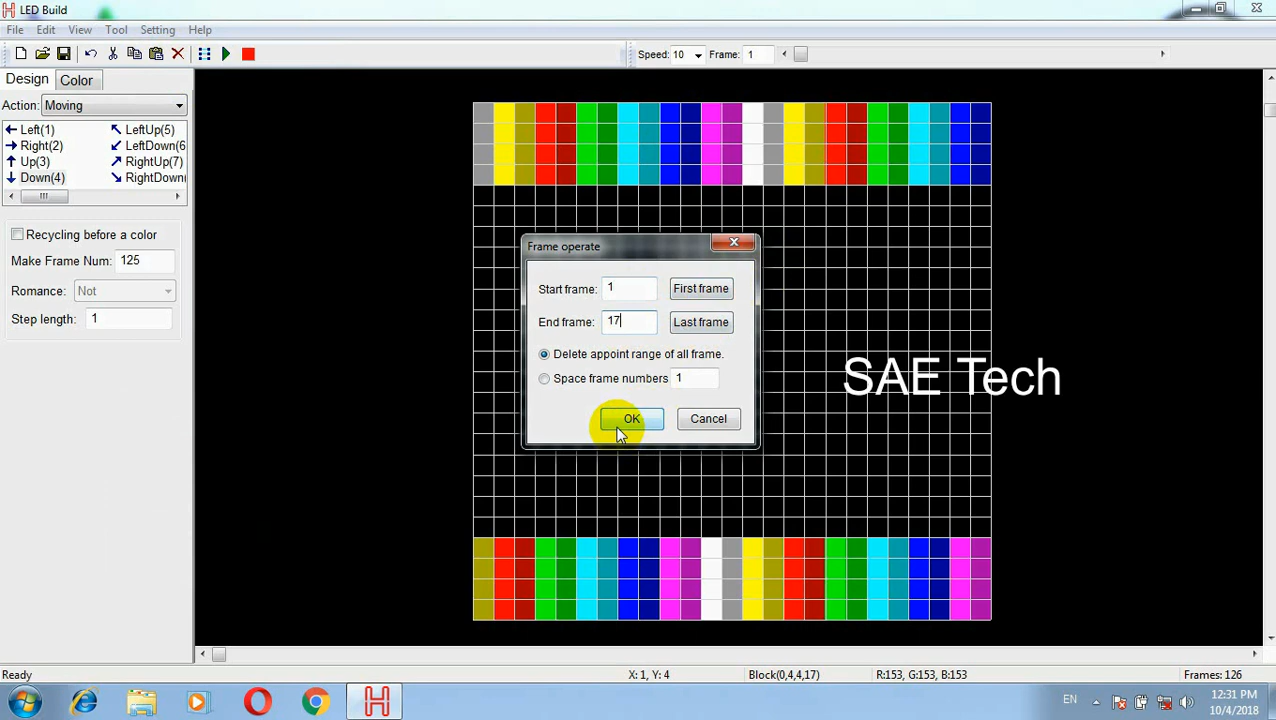 LED Build
File Edit View Tool Setting Help
Speed: 10 Frame: 1
Design Color
Action: Moving
Left(1) LeftUp(5)
Right(2) LeftDown(6
Up(3) RightUp(7)
Down(4) RightDown
Recycling before a color
Make Frame Num: 125
Romance: Not
Step length: 1
Frame operate
Start frame: 1 First frame
End frame: 17 Last frame
Delete appoint range of all frame.
Space frame numbers 1
OK Cancel
SAE Tech
Ready X: 1, Y: 4 Block(0,4,4,17) R:153, G:153, B:153 Frames: 126
EN 12:31 PM
10/4/2018